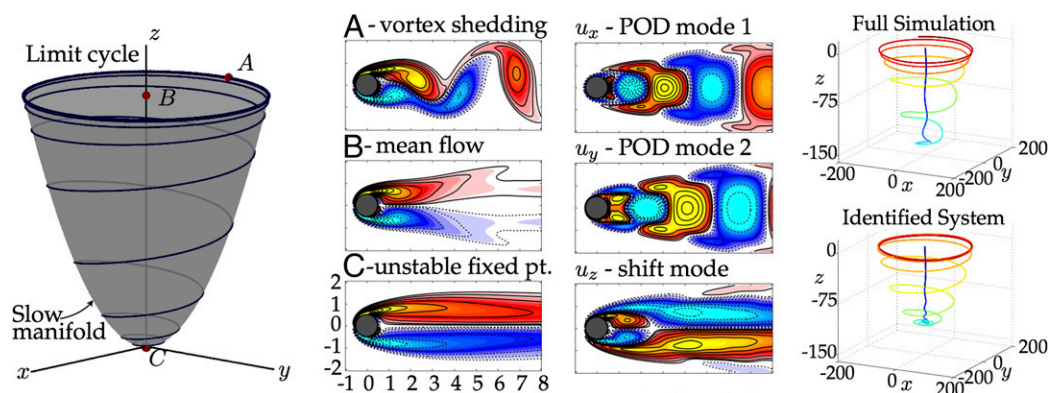 Limit cycle
z
A
B
Slow
manifold
C
x
y
A - vortex shedding
B - mean flow
C-unstable fixed pt.
2
1
0
-1
-2
-1 0 1 2 3 4 5 6 7 8
u_x - POD mode 1
u_y - POD mode 2
u_z - shift mode
Full Simulation
0
z
-75
-150
-200
0
x
200
-200
0
y
200
Identified System
0
z
-75
-150
-200
0
x
200
-200
0
y
200